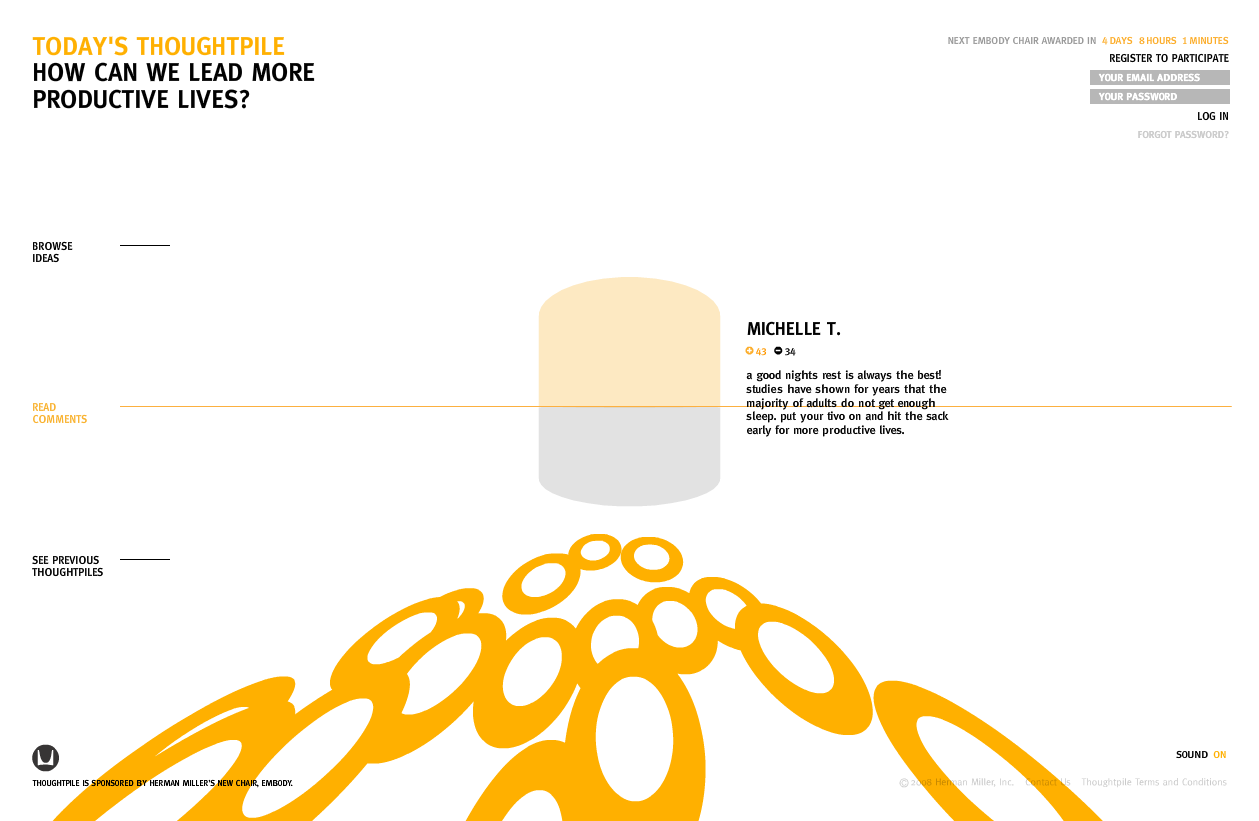 TODAY'S THOUGHTPILE
HOW CAN WE LEAD MORE
PRODUCTIVE LIVES?
NEXT EMBODY CHAIR AWARDED IN 4 DAYS 8 HOURS 1 MINUTES
REGISTER TO PARTICIPATE
YOUR EMAIL ADDRESS
YOUR PASSWORD
LOG IN
FORGOT PASSWORD?
BROWSE
IDEAS
MICHELLE T.
43 34
a good nights rest is always the best!
studies have shown for years that the
majority of adults do not get enough
sleep. put your tivo on and hit the sack
early for more productive lives.
READ
COMMENTS
SEE PREVIOUS
THOUGHTPILES
SOUND ON
THOUGHTPILE IS SPONSORED BY HERMAN MILLER'S NEW CHAIR, EMBODY.
© 2008 Herman Miller, Inc. Contact Us Thoughtpile Terms and Conditions